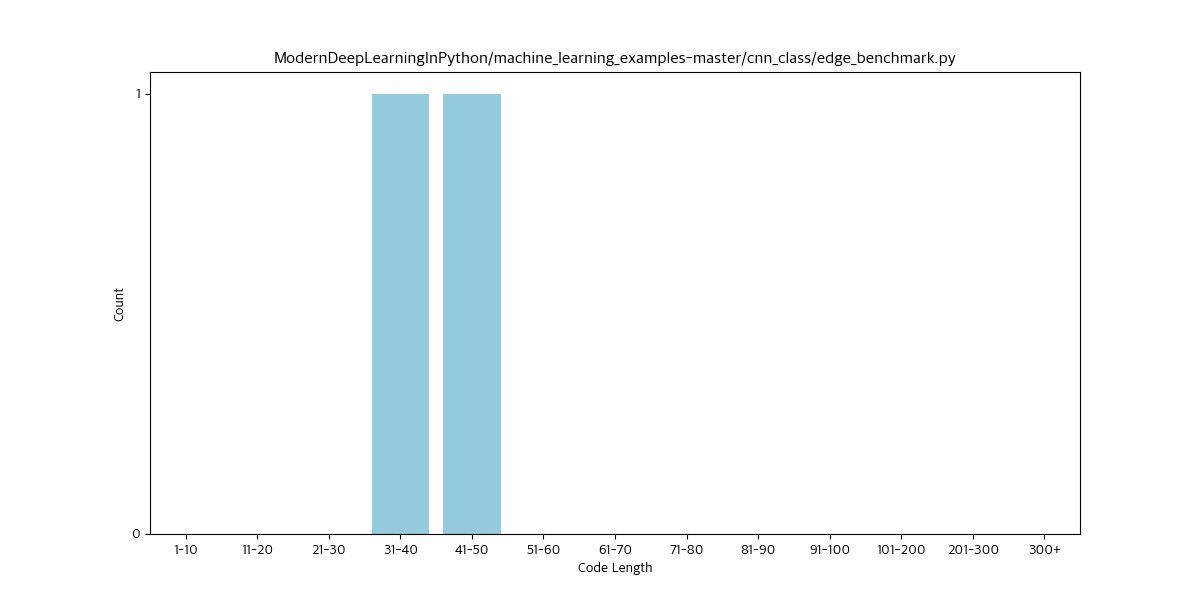 ModernDeepLearningInPython/machine_learning_examples-master/cnn_class/edge_benchmark.py
1
Count
0
1-10 11-20 21-30 31-40 41-50 51-60 61-70 71-80 81-90 91-100 101-200 201-300 300+
Code Length